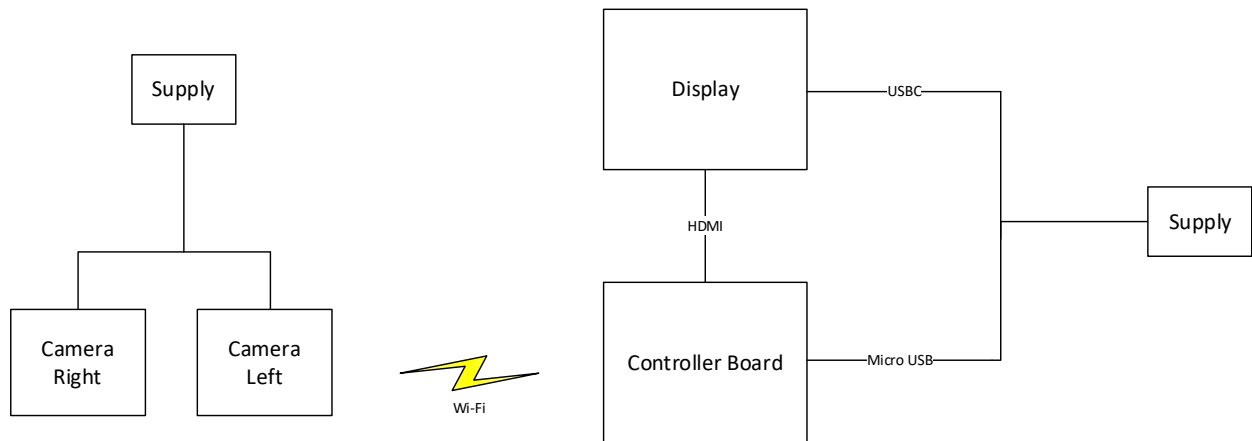 Supply
Display
USBC
HDMI
Supply
Camera
Right
Camera
Left
Wi-Fi
Controller Board
Micro USB